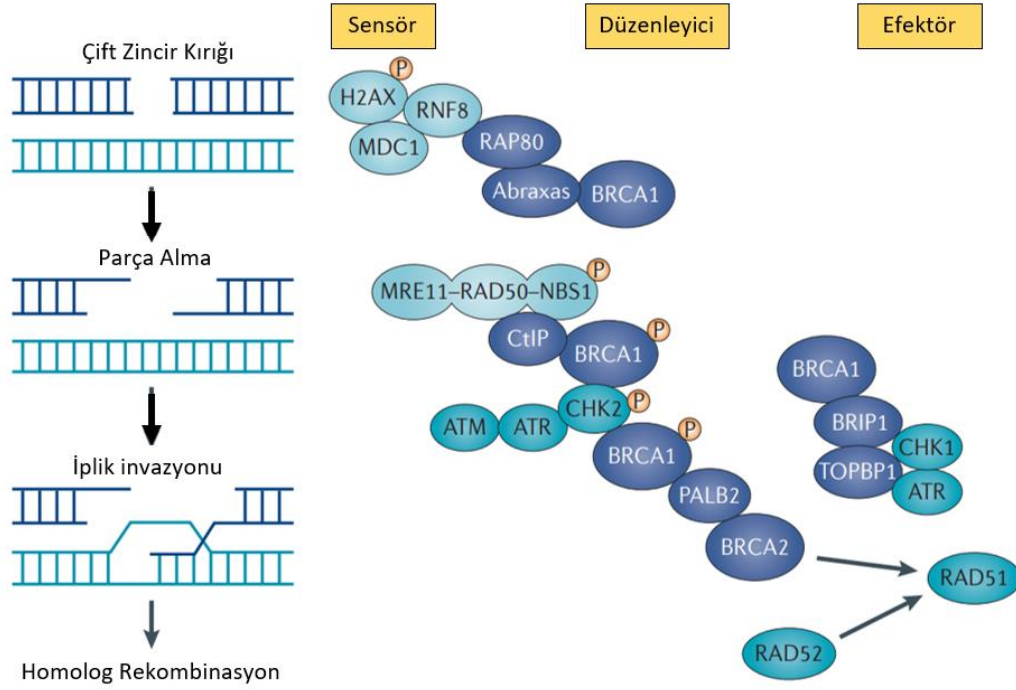 Sensör
Düzenleyici
Efektör
Çift Zincir Kırığı
P
H2AX
RNF8
MDC1
RAP80
Abraxas
BRCA1
Parça Alma
P
MRE11–RAD50–NBS1
CtIP
BRCA1
P
CHK2
P
ATM
ATR
BRCA1
P
PALB2
BRCA2
BRCA1
BRIP1
CHK1
TOPBP1
ATR
İplik invazyonu
RAD51
RAD52
Homolog Rekombinasyon